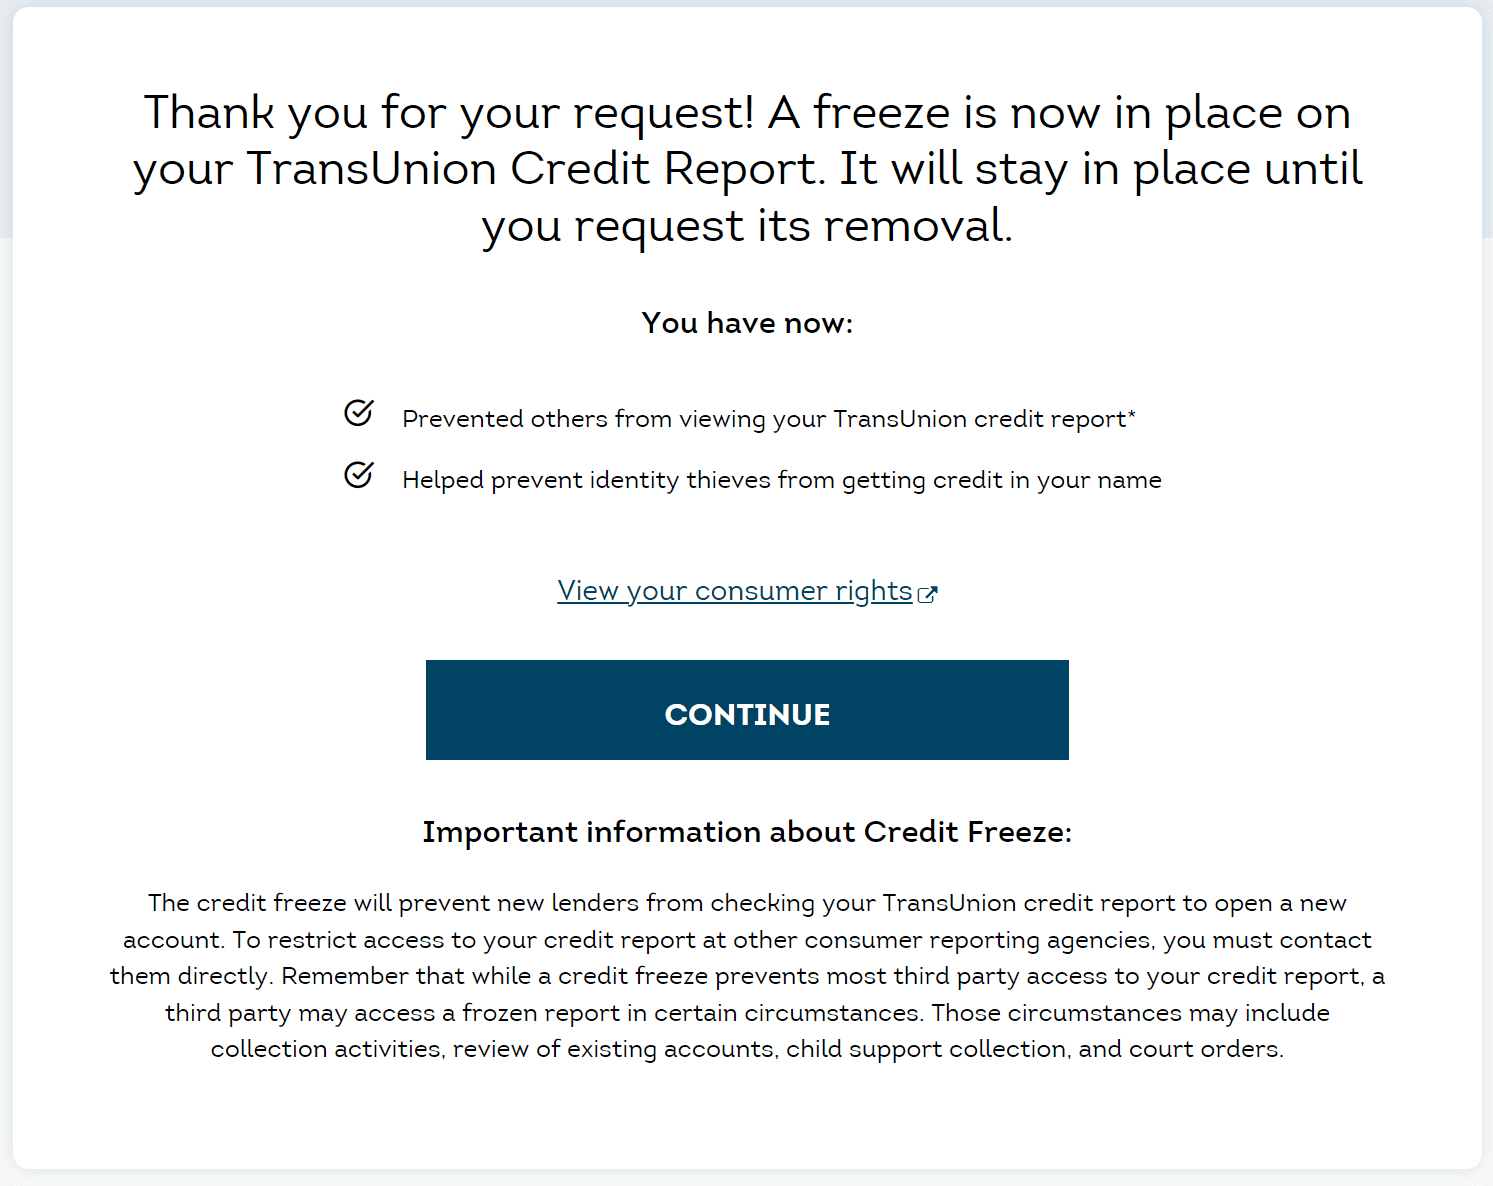 Thank you for your request! A freeze is now in place on
your TransUnion Credit Report. It will stay in place until
you request its removal.
You have now:
Prevented others from viewing your TransUnion credit report*
Helped prevent identity thieves from getting credit in your name
View your consumer rights
CONTINUE
Important information about Credit Freeze:
The credit freeze will prevent new lenders from checking your TransUnion credit report to open a new
account. To restrict access to your credit report at other consumer reporting agencies, you must contact
them directly. Remember that while a credit freeze prevents most third party access to your credit report, a
third party may access a frozen report in certain circumstances. Those circumstances may include
collection activities, review of existing accounts, child support collection, and court orders.